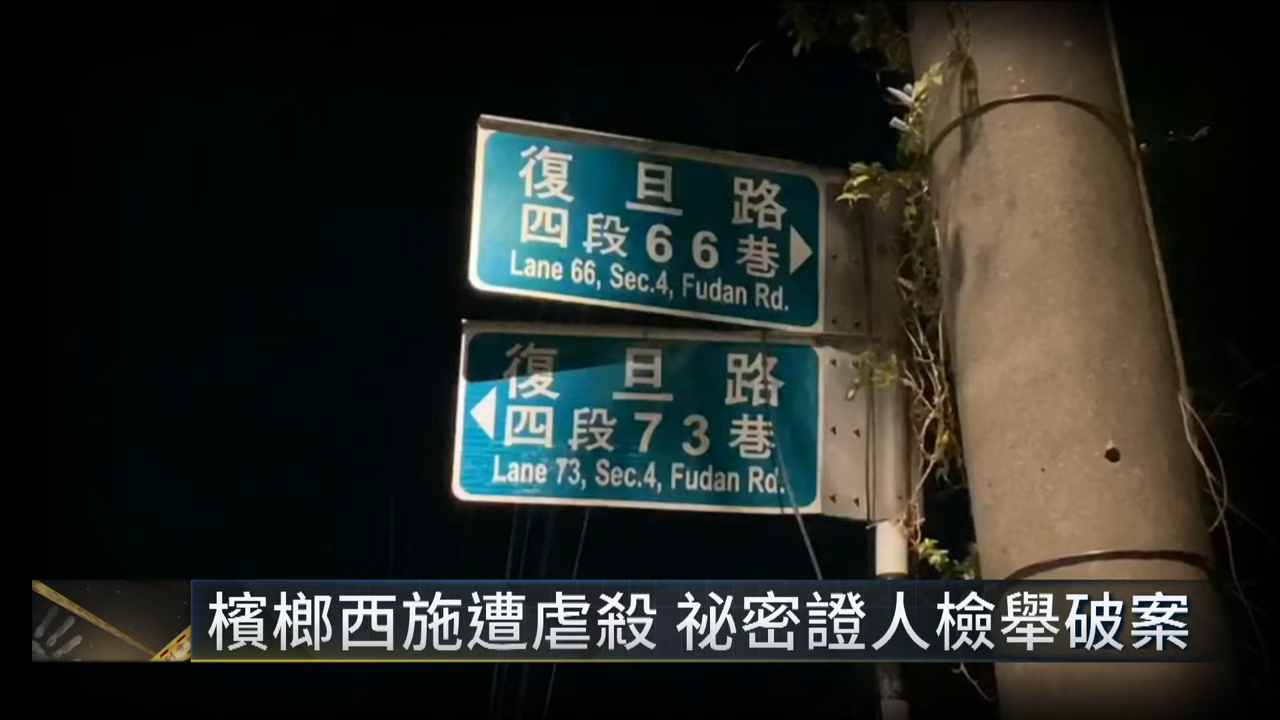 復旦路
四段66巷
Lane 66, Sec.4, Fudan Rd.
復旦路
四段73巷
Lane 73, Sec.4, Fudan Rd.
檳榔西施遭虐殺 祕密證人檢舉破案